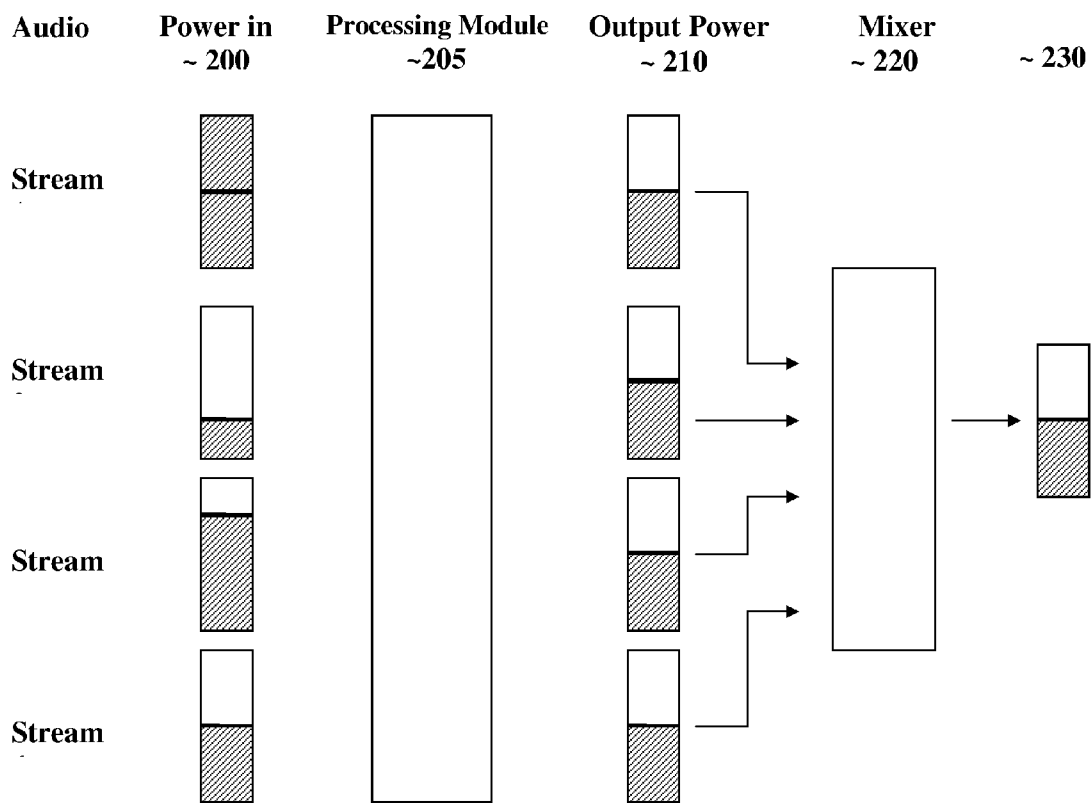 Audio
Power in
~ 200
Processing Module
~205
Output Power
~ 210
Mixer
~ 220
~ 230
Stream
Stream
Stream
Stream